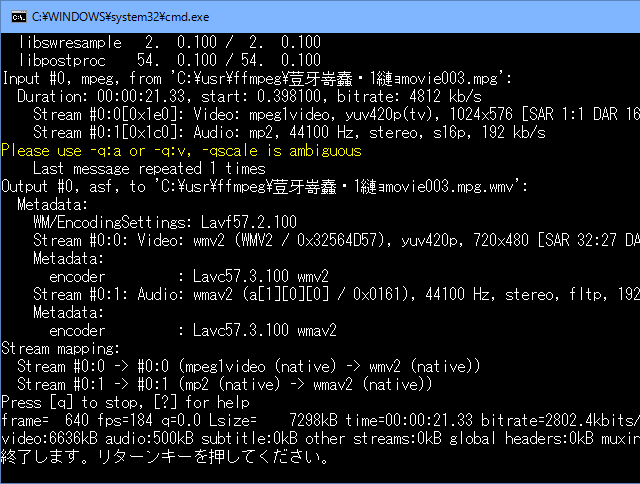 C:¥WINDOWS¥system32¥cmd.exe
libswresample 2. 0.100 / 2. 0.100
libpostproc 54. 0.100 / 54. 0.100
Input #0, mpeg, from 'C:¥usr¥ffmpeg¥荳牙嵜蠢・1縺ョmovie003.mpg':
Duration: 00:00:21.33, start: 0.398100, bitrate: 4812 kb/s
Stream #0:0[0x1e0]: Video: mpeg1video, yuv420p(tv), 1024x576 [SAR 1:1 DAR 16
Stream #0:1[0x1c0]: Audio: mp2, 44100 Hz, stereo, s16p, 192 kb/s
Please use -q:a or -q:v, -qscale is ambiguous
Last message repeated 1 times
Output #0, asf, to 'C:¥usr¥ffmpeg¥荳牙嵜蠢・1縺ョmovie003.mpg.wmv':
Metadata:
WM/EncodingSettings: Lavf57.2.100
Stream #0:0: Video: wmv2 (WMV2 / 0x32564D57), yuv420p, 720x480 [SAR 32:27 DA
Metadata:
encoder : Lavc57.3.100 wmv2
Stream #0:1: Audio: wmav2 (a[1][0][0] / 0x0161), 44100 Hz, stereo, fltp, 192
Metadata:
encoder : Lavc57.3.100 wmav2
Stream mapping:
Stream #0:0 -> #0:0 (mpeg1video (native) -> wmv2 (native))
Stream #0:1 -> #0:1 (mp2 (native) -> wmav2 (native))
Press [q] to stop, [?] for help
frame= 640 fps=184 q=0.0 Lsize= 7298kB time=00:00:21.33 bitrate=2802.4kbits/
video:6636kB audio:500kB subtitle:0kB other streams:0kB global headers:0kB muxin
終了します。リターンキーを押してください。